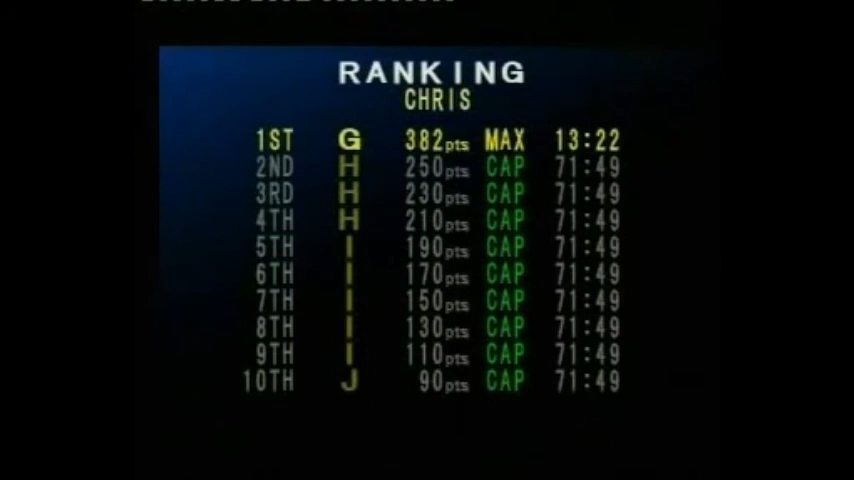 RANKING
CHRIS
1ST G 382pts MAX 13:22
2ND H 250pts CAP 71:49
3RD H 230pts CAP 71:49
4TH H 210pts CAP 71:49
5TH I 190pts CAP 71:49
6TH I 170pts CAP 71:49
7TH I 150pts CAP 71:49
8TH I 130pts CAP 71:49
9TH I 110pts CAP 71:49
10TH J 90pts CAP 71:49